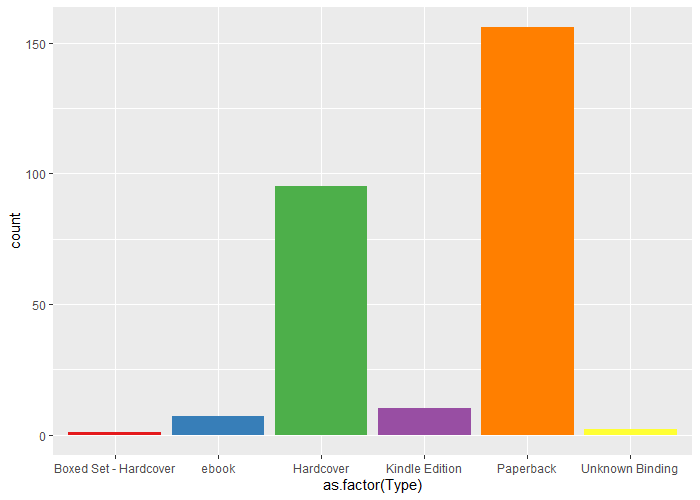 150
100
50
0
count
Boxed Set - Hardcover ebook Hardcover Kindle Edition Paperback Unknown Binding
as.factor(Type)